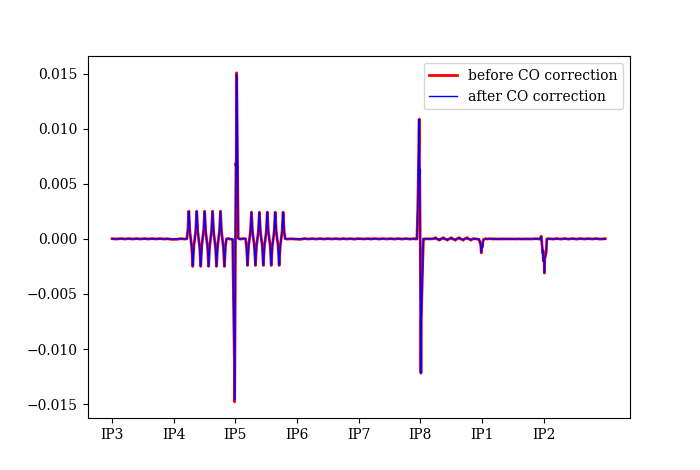 before CO correction
after CO correction
0.015
0.010
0.005
0.000
−0.005
−0.010
−0.015
IP3 IP4 IP5 IP6 IP7 IP8 IP1 IP2